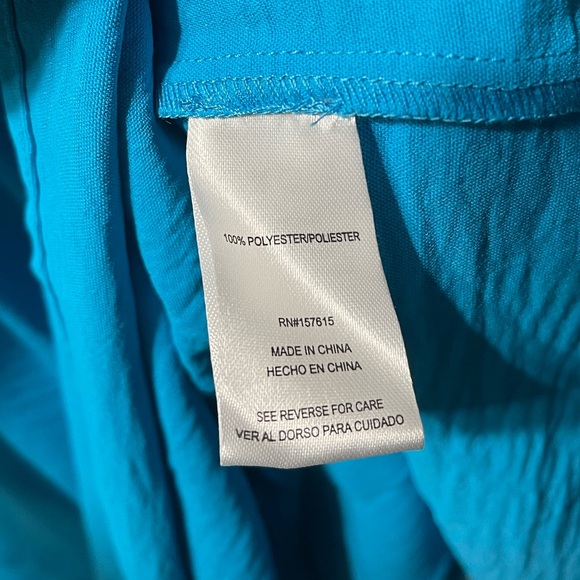 100% POLYESTER/POLIESTER
RN#157615
MADE IN CHINA
HECHO EN CHINA
SEE REVERSE FOR CARE
VER AL DORSO PARA CUIDADO